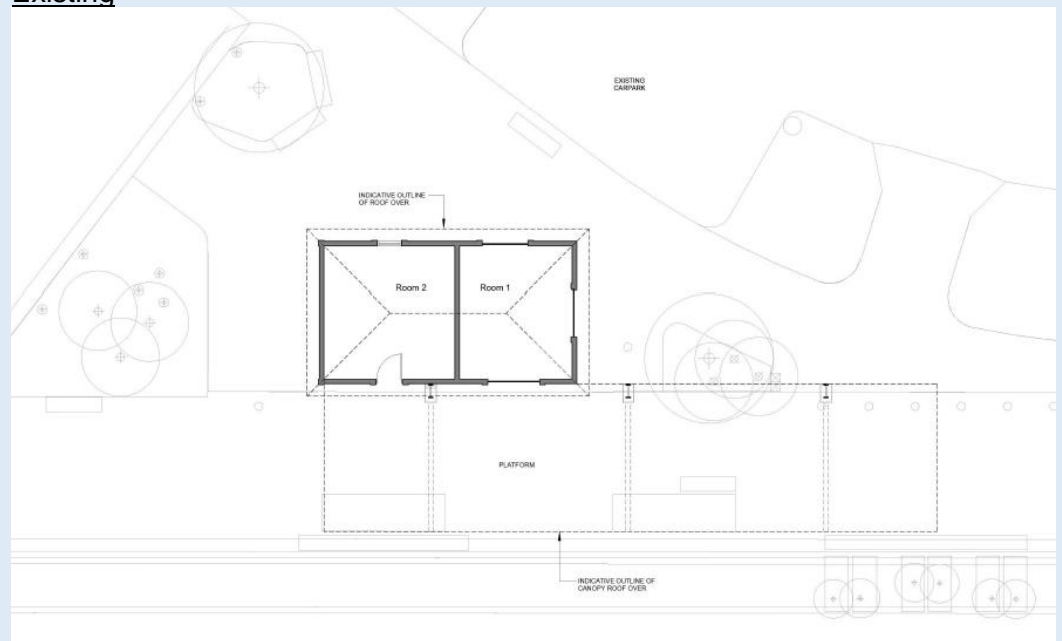 Existing
EXISTING
CARPARK
INDICATIVE OUTLINE
OF ROOF OVER
Room 2
Room 1
PLATFORM
INDICATIVE OUTLINE OF
CANOPY ROOF OVER